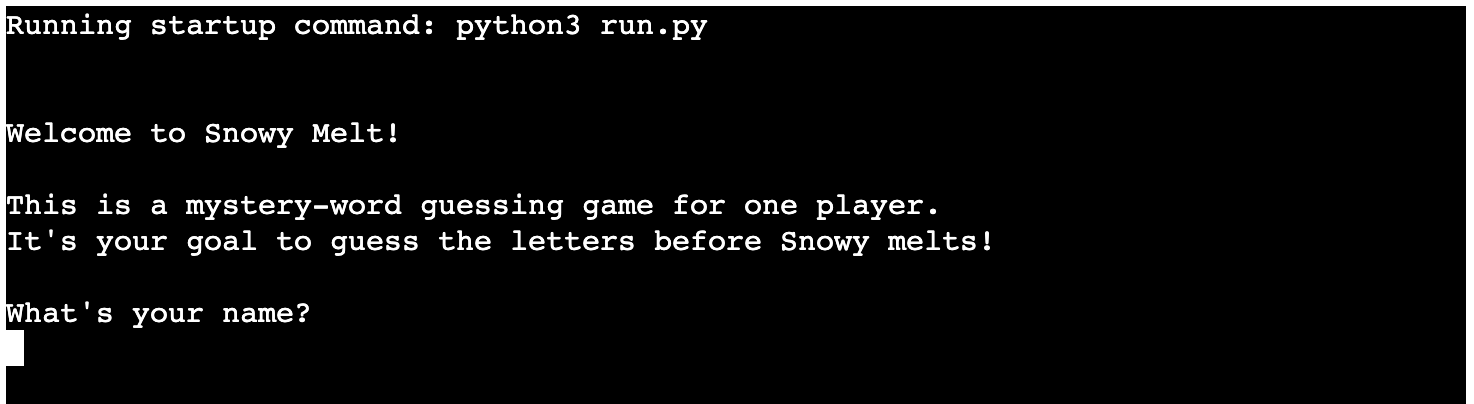 Running startup command: python3 run.py
Welcome to Snowy Melt!
This is a mystery-word guessing game for one player.
It's your goal to guess the letters before Snowy melts!
What's your name?